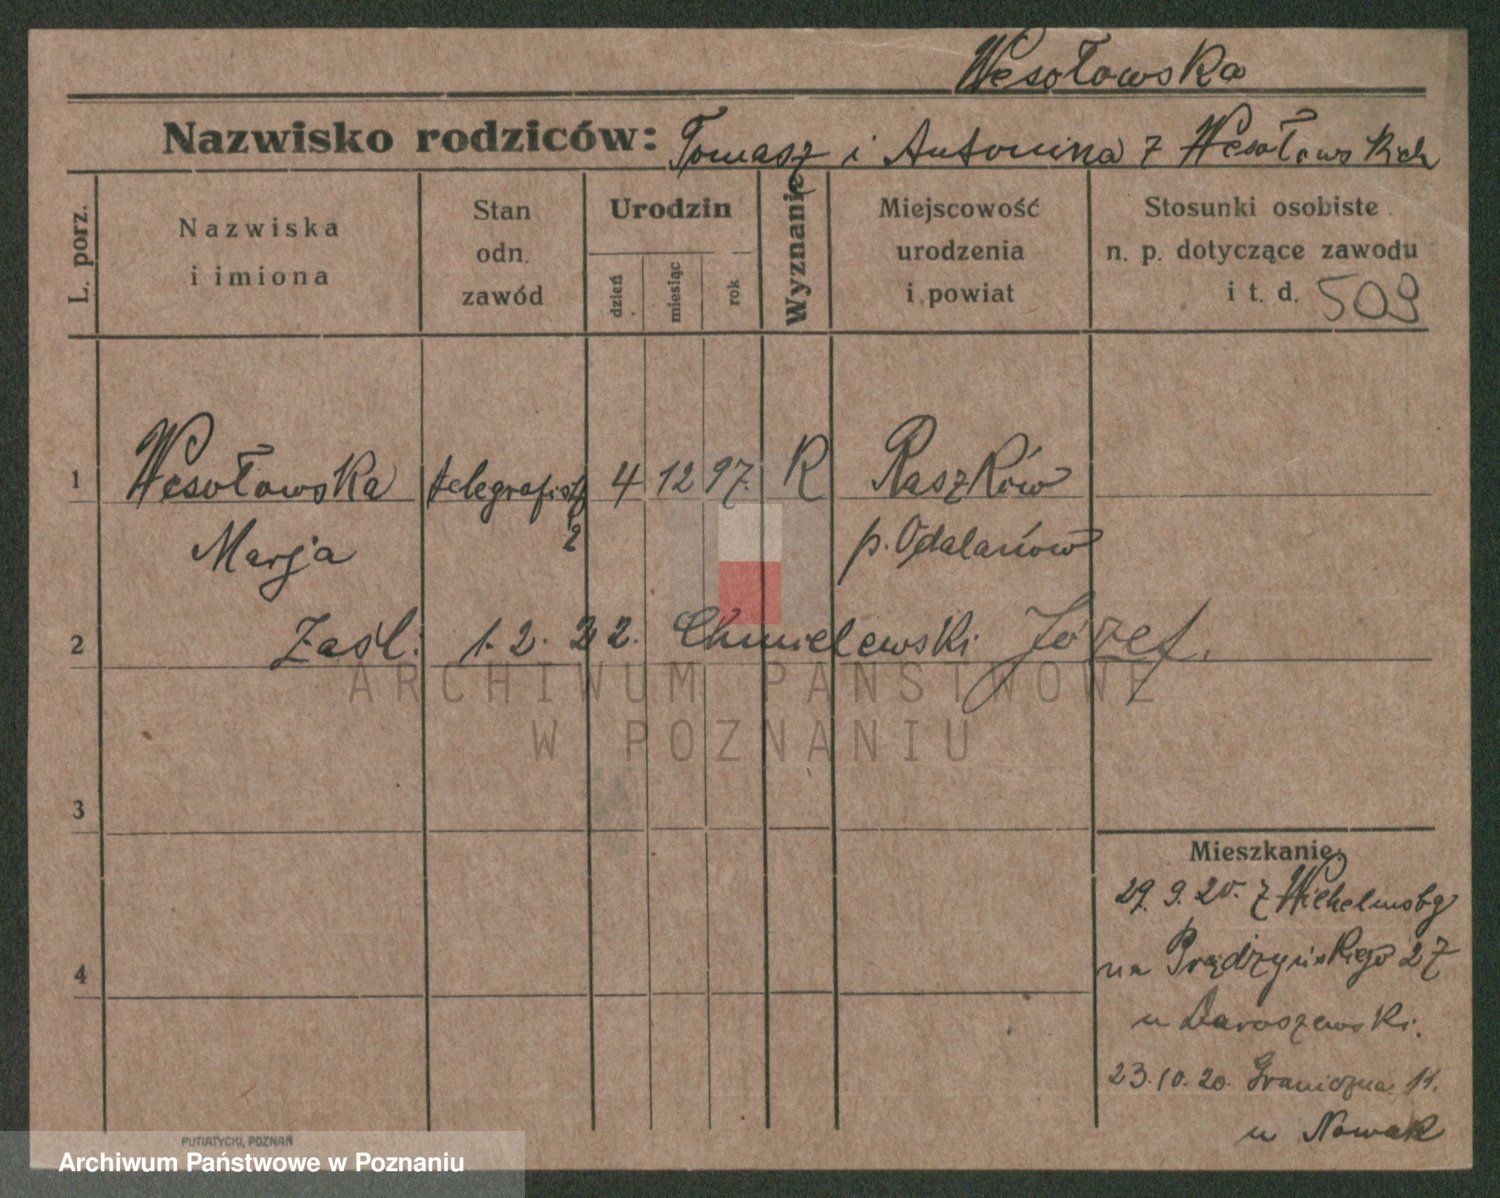 Wesołowska
Nazwisko rodziców: Tomasz i Antonina z Wesołowskich
L. porz.
Nazwiska
i imiona
Stan
odn.
zawód
Urodzin
dzień
miesiąc
rok
Wyznanie
Miejscowość
urodzenia
i powiat
Stosunki osobiste
n. p. dotyczące zawodu
i t. d. 509
1 Wesołowska 4 12 97. R Raszków
Marja p. Odalanów
2 Zaśl. 1. 2. 22. Chmielewski Józef.
ARCHIWUM PAŃSTWOWE
W POZNANIU
3
Mieszkanie:
29. 9. 20. z Wilhelmsbg
4 na Prądzyńskiego 27
u Daroszewski.
23. 10. 20. Graniczna 11.
u Nowak
PUTIATYCKI, POZNAŃ
Archiwum Państwowe w Poznaniu